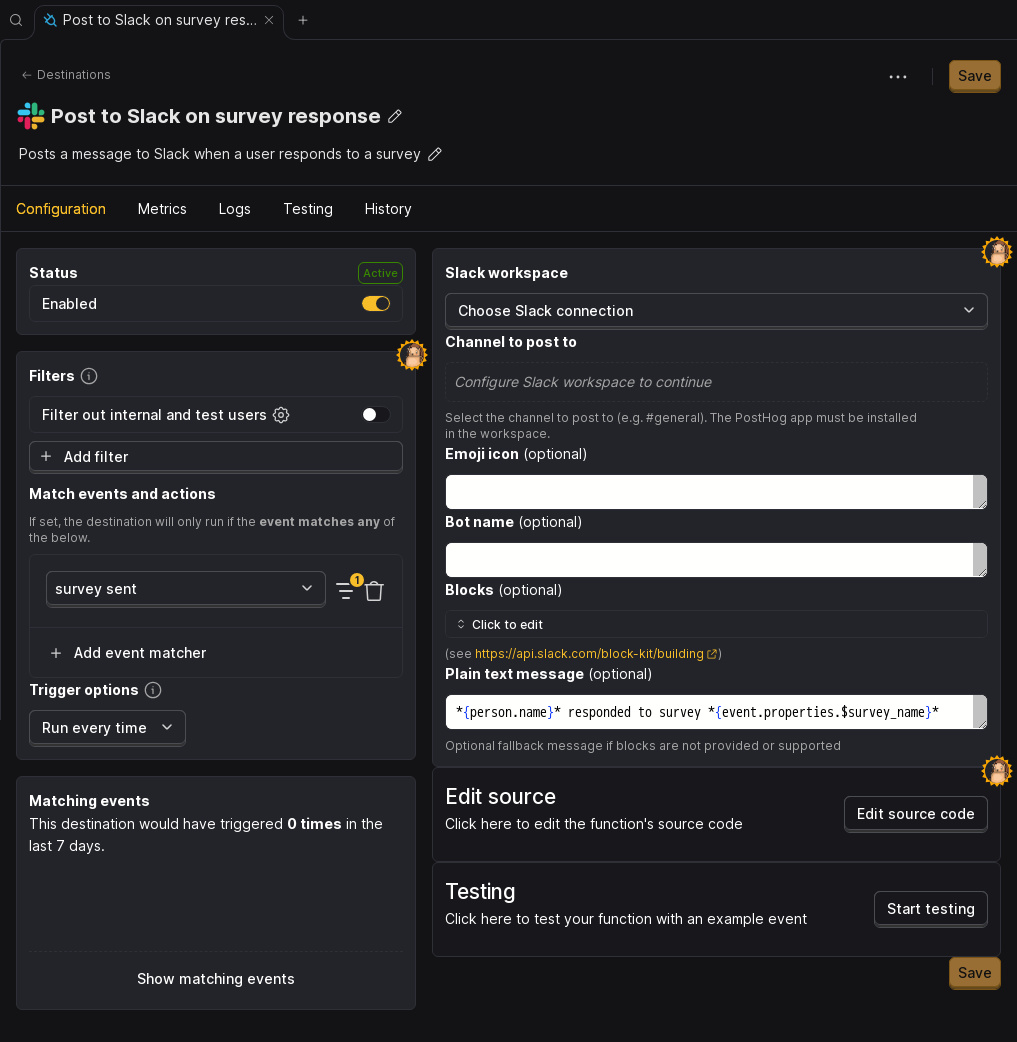 Post to Slack on survey res...
← Destinations
Save
Post to Slack on survey response
Posts a message to Slack when a user responds to a survey
Configuration
Metrics
Logs
Testing
History
Status
Active
Enabled
Filters
Filter out internal and test users
+ Add filter
Match events and actions
If set, the destination will only run if the event matches any of
the below.
survey sent
1
+ Add event matcher
Trigger options
Run every time
Matching events
This destination would have triggered 0 times in the
last 7 days.
Show matching events
Slack workspace
Choose Slack connection
Channel to post to
Configure Slack workspace to continue
Select the channel to post to (e.g. #general). The PostHog app must be installed
in the workspace.
Emoji icon (optional)
Bot name (optional)
Blocks (optional)
Click to edit
(see https://api.slack.com/block-kit/building)
Plain text message (optional)
*{person.name}* responded to survey *{event.properties.$survey_name}*
Optional fallback message if blocks are not provided or supported
Edit source
Click here to edit the function's source code
Edit source code
Testing
Click here to test your function with an example event
Start testing
Save